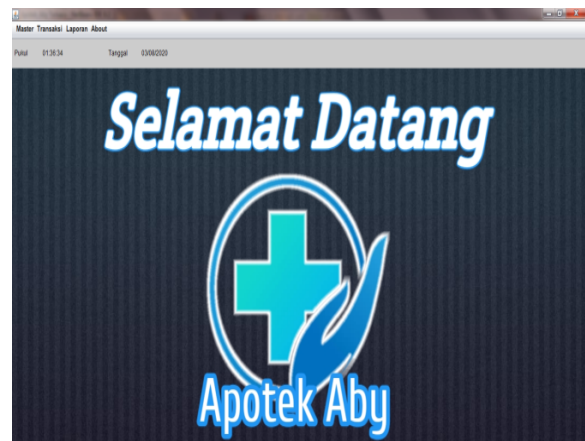 Master Transaksi Laporan About
Pukul 01:36:34 Tanggal 03/08/2020
Selamat Datang
Apotek Aby